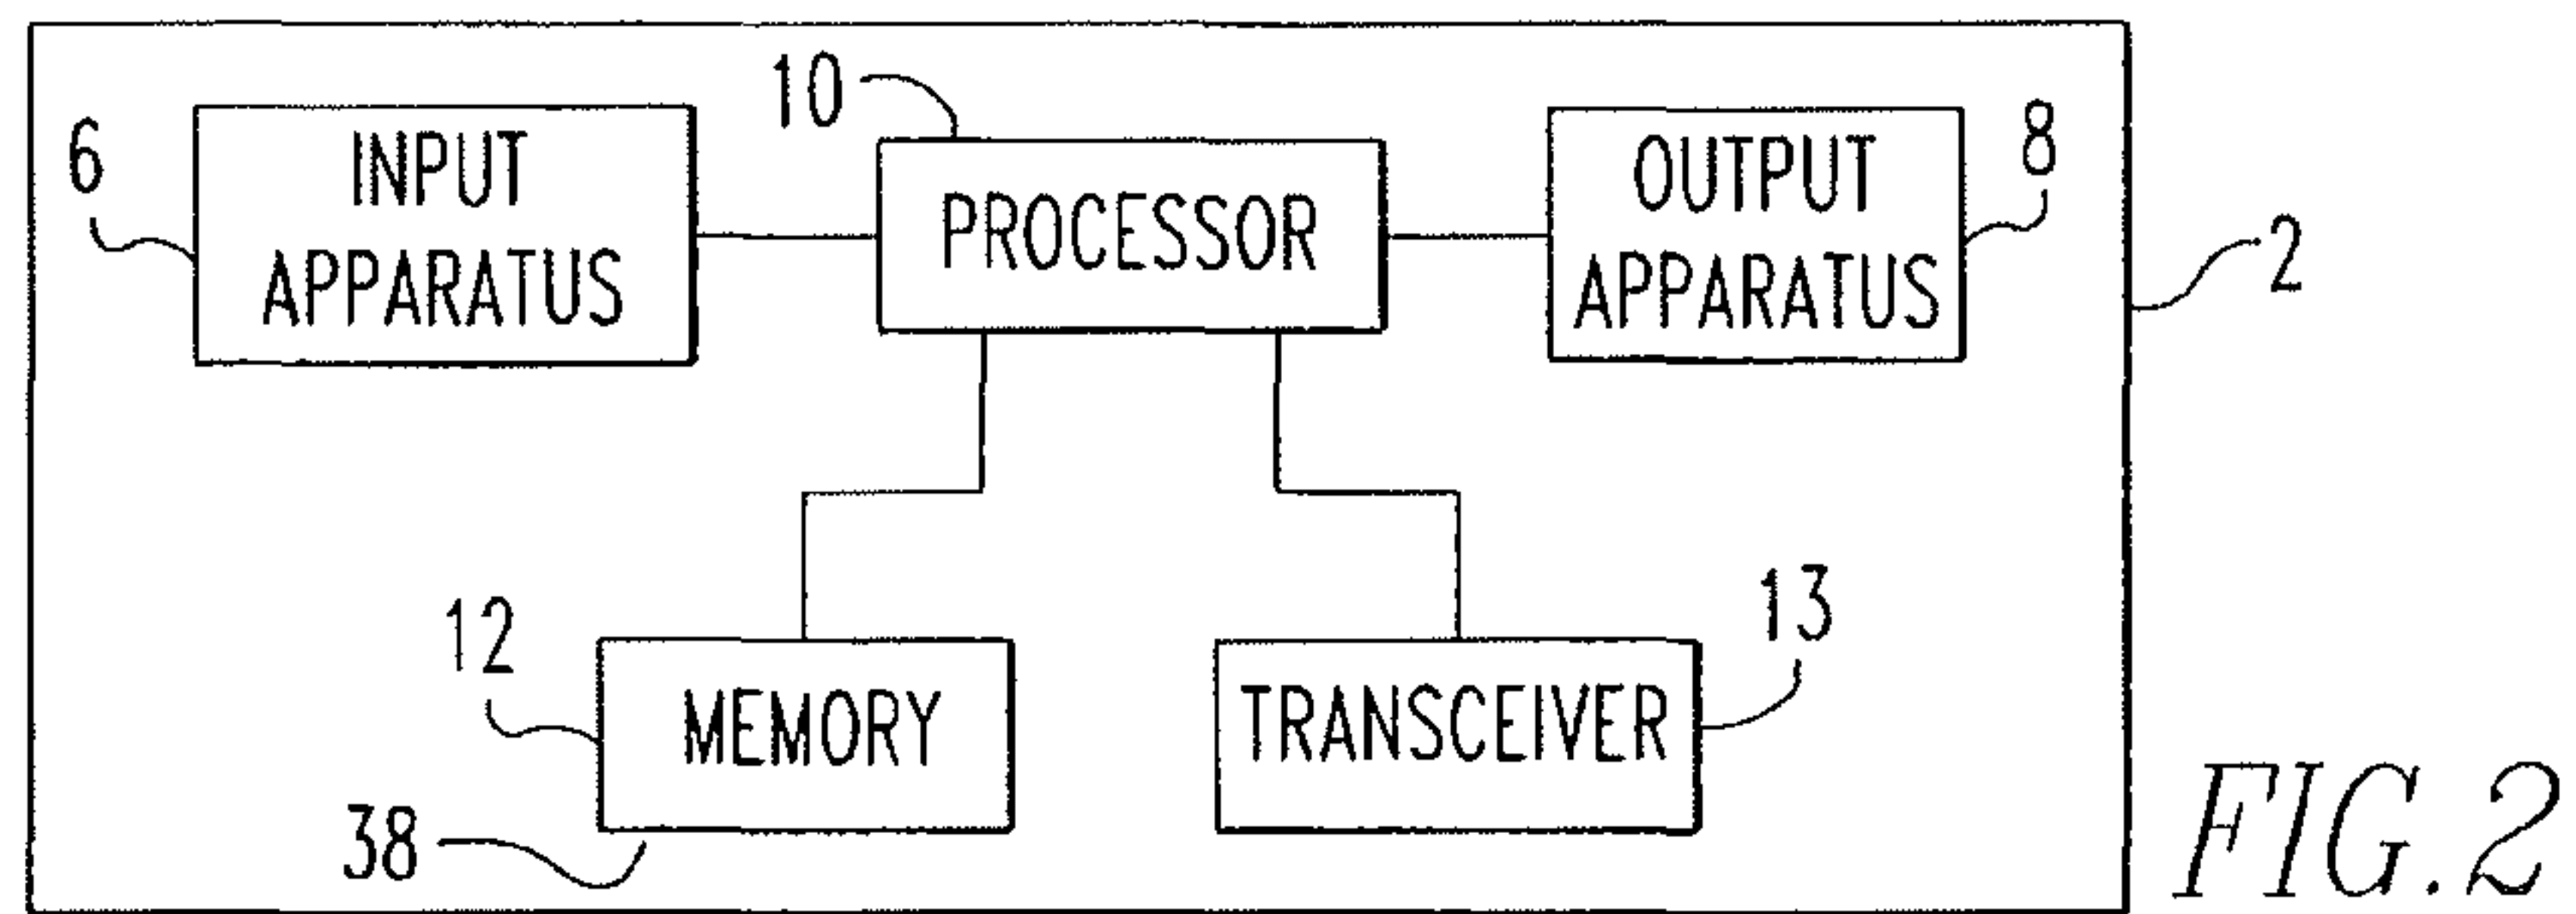 10
6
INPUT
APPARATUS
PROCESSOR
OUTPUT
APPARATUS
8
2
12
MEMORY
13
TRANSCEIVER
38
FIG.2